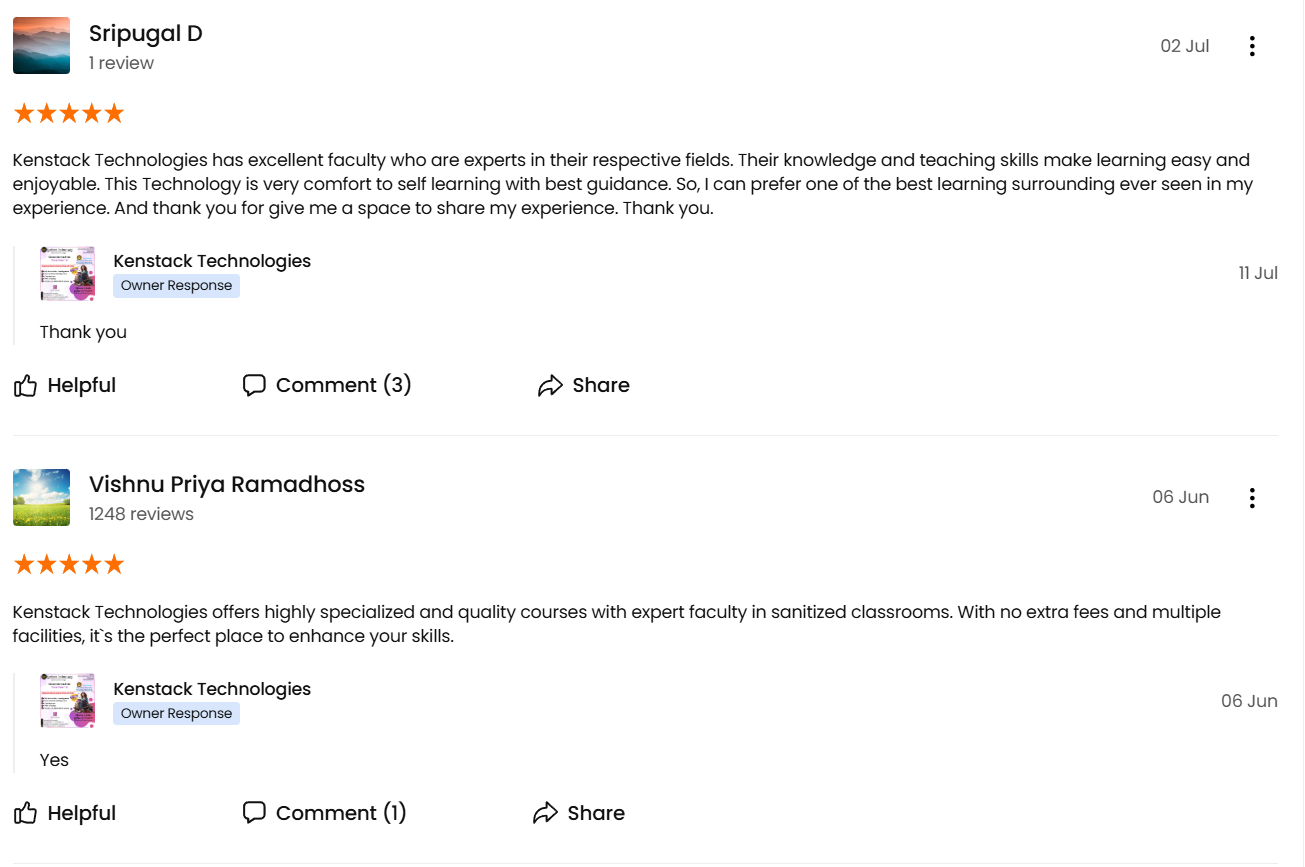 Sripugal D
1 review
02 Jul
Kenstack Technologies has excellent faculty who are experts in their respective fields. Their knowledge and teaching skills make learning easy and
enjoyable. This Technology is very comfort to self learning with best guidance. So, I can prefer one of the best learning surrounding ever seen in my
experience. And thank you for give me a space to share my experience. Thank you.
Kenstack Technologies
Owner Response
11 Jul
Thank you
Helpful
Comment (3)
Share
Vishnu Priya Ramadhoss
1248 reviews
06 Jun
Kenstack Technologies offers highly specialized and quality courses with expert faculty in sanitized classrooms. With no extra fees and multiple
facilities, it`s the perfect place to enhance your skills.
Kenstack Technologies
Owner Response
06 Jun
Yes
Helpful
Comment (1)
Share